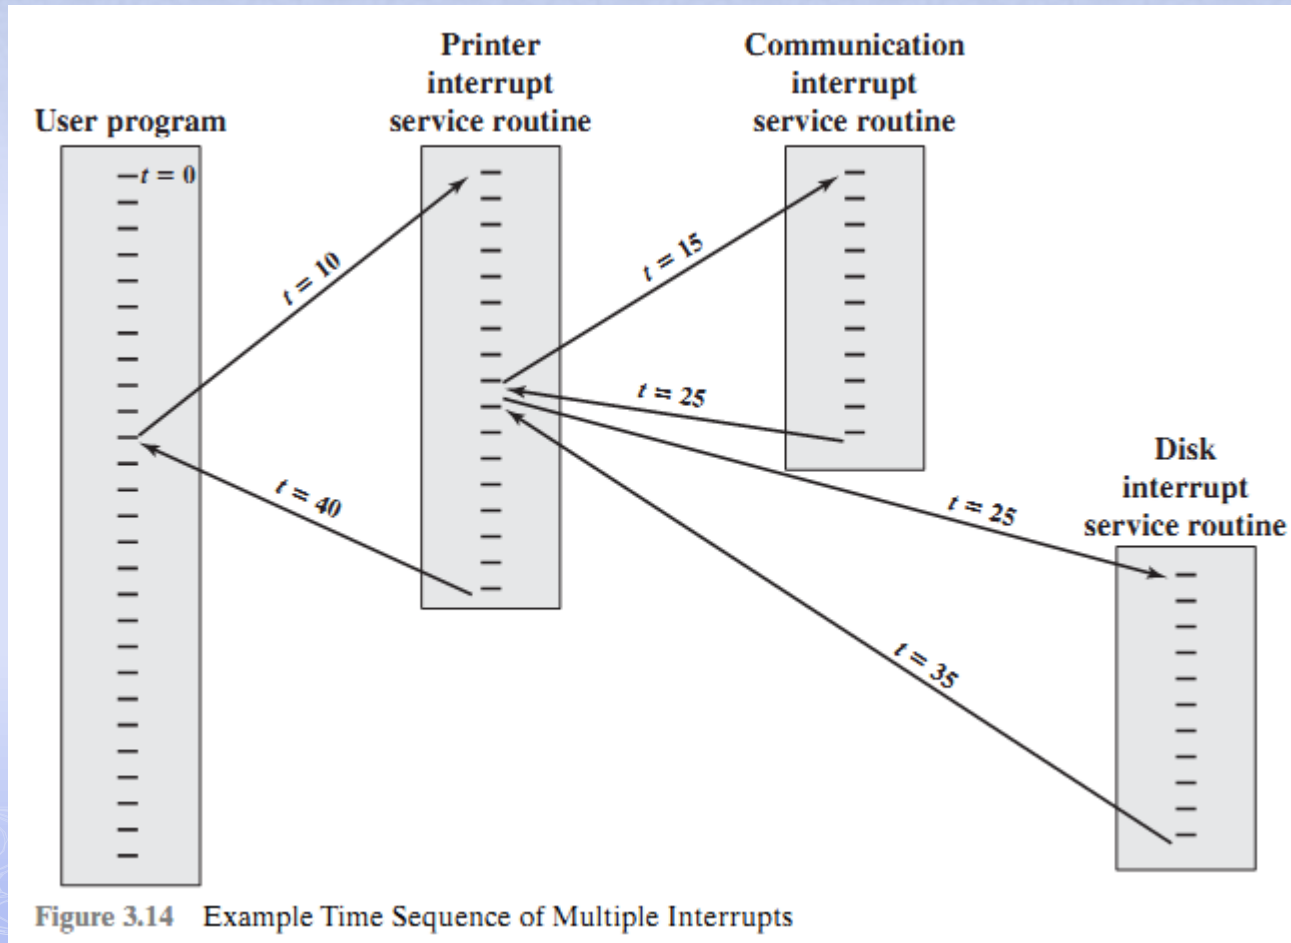 User program
Printer
interrupt
service routine
Communication
interrupt
service routine
t = 0
t = 10
t = 15
t = 25
t = 40
t = 25
Disk
interrupt
service routine
t = 35
Figure 3.14 Example Time Sequence of Multiple Interrupts